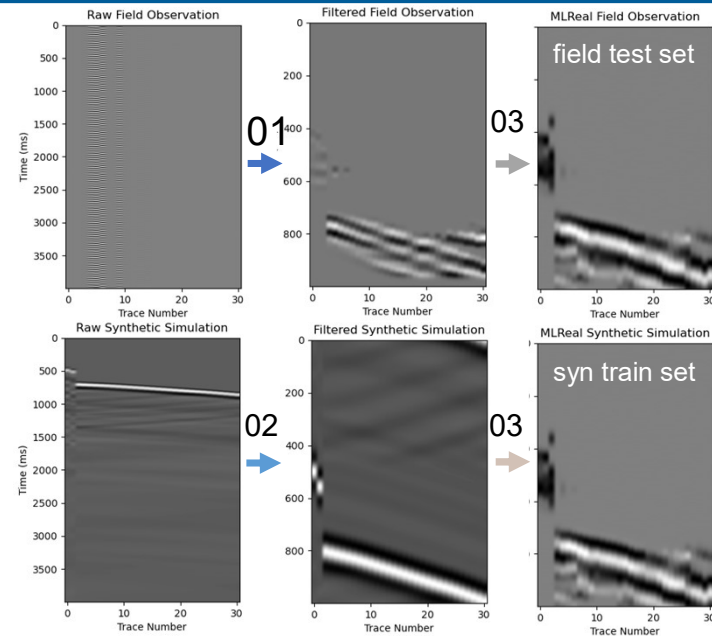 Raw Field Observation
Filtered Field Observation
MLReal Field Observation
0
500
1000
1500
2000
2500
3000
3500
Time (ms)
0 10 20 30
Trace Number
01
0
200
400
600
800
0 10 20 30
Trace Number
03
field test set
0 10 20 30
Trace Number
Raw Synthetic Simulation
Filtered Synthetic Simulation
MLReal Synthetic Simulation
0
500
1000
1500
2000
2500
3000
3500
Time (ms)
0 10 20 30
Trace Number
02
0
200
400
600
800
0 10 20 30
Trace Number
03
syn train set
0 10 20 30
Trace Number